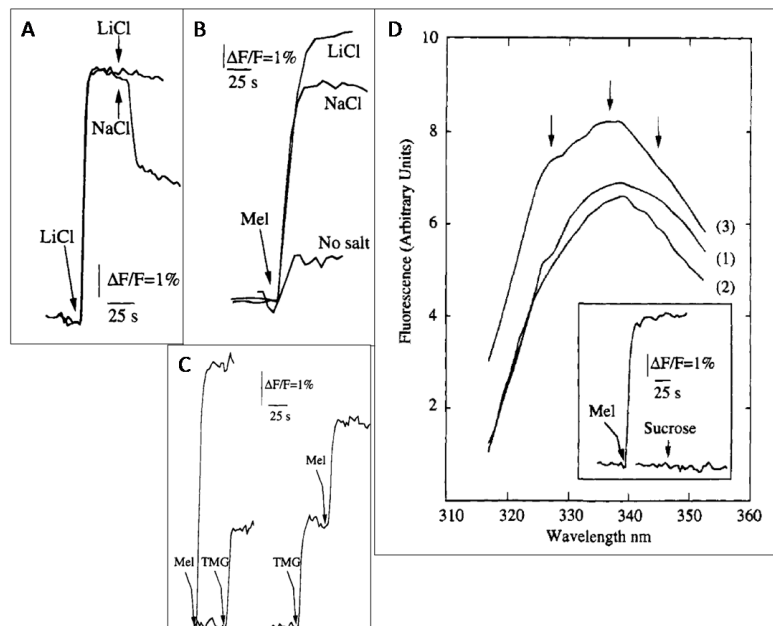 A
LiCl
NaCl
LiCl
ΔF/F=1%
25 s
B
ΔF/F=1%
25 s
LiCl
NaCl
Mel
No salt
C
ΔF/F=1%
25 s
Mel
Mel
TMG
TMG
D
Fluorescence (Arbitrary Units)
10
8
6
4
2
(3)
(1)
(2)
ΔF/F=1%
25 s
Mel
Sucrose
310
320
330
340
350
360
Wavelength nm